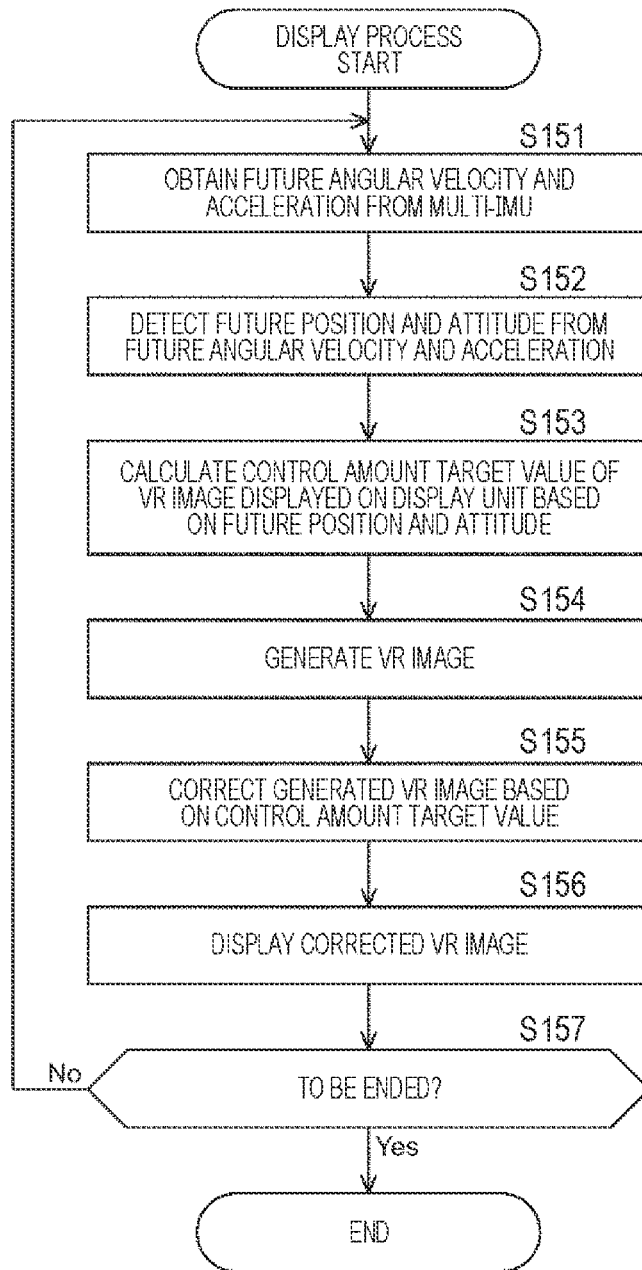 DISPLAY PROCESS
START
S151
OBTAIN FUTURE ANGULAR VELOCITY AND
ACCELERATION FROM MULTI-IMU
S152
DETECT FUTURE POSITION AND ATTITUDE FROM
FUTURE ANGULAR VELOCITY AND ACCELERATION
S153
CALCULATE CONTROL AMOUNT TARGET VALUE OF
VR IMAGE DISPLAYED ON DISPLAY UNIT BASED
ON FUTURE POSITION AND ATTITUDE
S154
GENERATE VR IMAGE
S155
CORRECT GENERATED VR IMAGE BASED
ON CONTROL AMOUNT TARGET VALUE
S156
DISPLAY CORRECTED VR IMAGE
S157
No
TO BE ENDED?
Yes
END